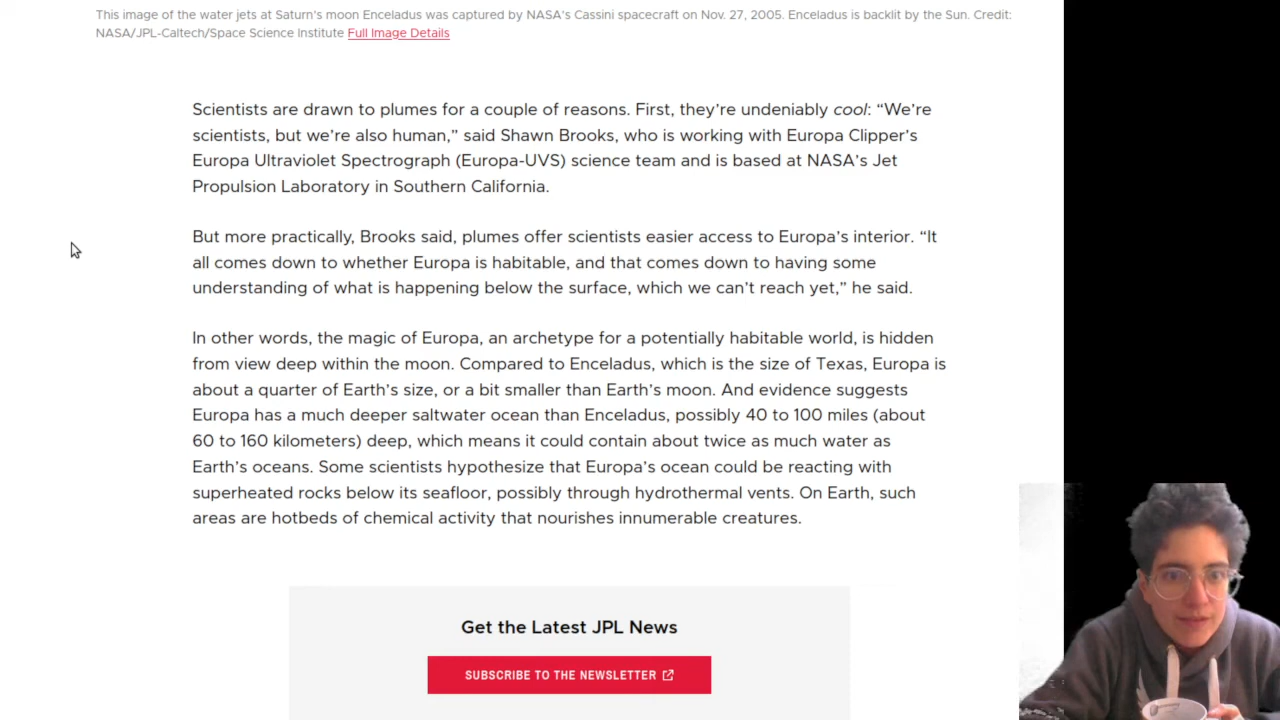 This image of the water jets at Saturn’s moon Enceladus was captured by NASA’s Cassini spacecraft on Nov. 27, 2005. Enceladus is backlit by the Sun. Credit:
NASA/JPL-Caltech/Space Science Institute Full Image Details
Scientists are drawn to plumes for a couple of reasons. First, they’re undeniably cool: “We’re
scientists, but we’re also human,” said Shawn Brooks, who is working with Europa Clipper’s
Europa Ultraviolet Spectrograph (Europa-UVS) science team and is based at NASA’s Jet
Propulsion Laboratory in Southern California.
But more practically, Brooks said, plumes offer scientists easier access to Europa’s interior. “It
all comes down to whether Europa is habitable, and that comes down to having some
understanding of what is happening below the surface, which we can’t reach yet,” he said.
In other words, the magic of Europa, an archetype for a potentially habitable world, is hidden
from view deep within the moon. Compared to Enceladus, which is the size of Texas, Europa is
about a quarter of Earth’s size, or a bit smaller than Earth’s moon. And evidence suggests
Europa has a much deeper saltwater ocean than Enceladus, possibly 40 to 100 miles (about
60 to 160 kilometers) deep, which means it could contain about twice as much water as
Earth’s oceans. Some scientists hypothesize that Europa’s ocean could be reacting with
superheated rocks below its seafloor, possibly through hydrothermal vents. On Earth, such
areas are hotbeds of chemical activity that nourishes innumerable creatures.
Get the Latest JPL News
SUBSCRIBE TO THE NEWSLETTER